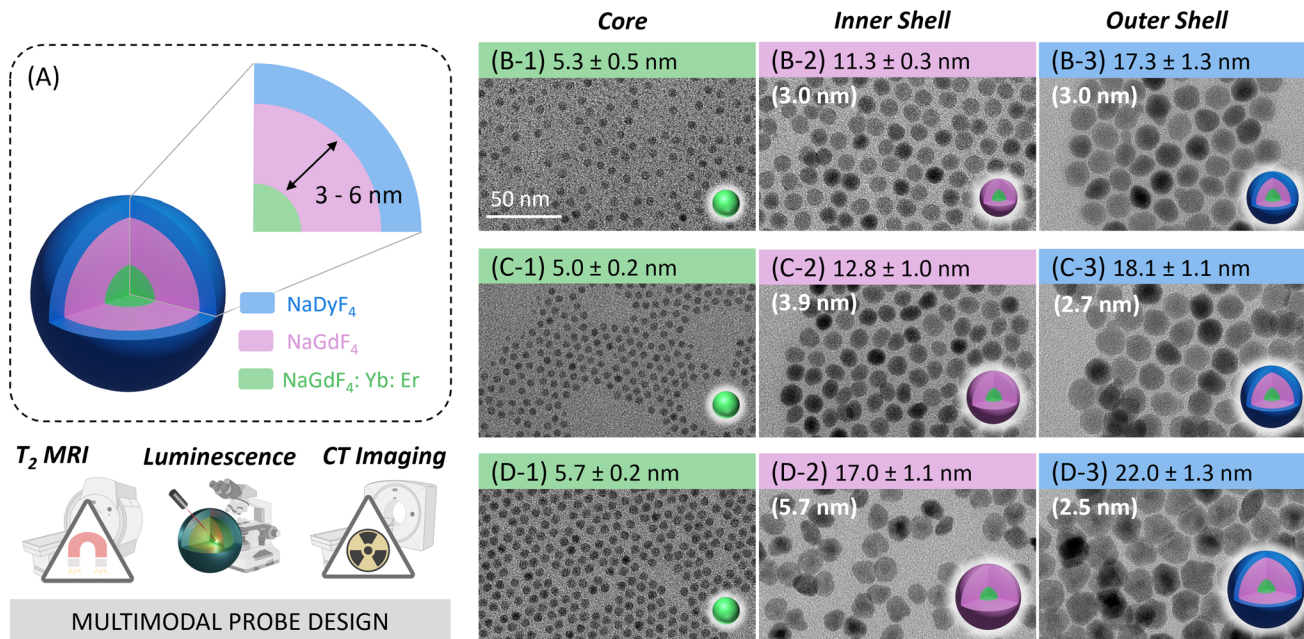 (A)
3 - 6 nm
NaDyF₄
NaGdF₄
NaGdF₄: Yb: Er
T₂ MRI
Luminescence
CT Imaging
MULTIMODAL PROBE DESIGN
Core
Inner Shell
Outer Shell
(B-1) 5.3 ± 0.5 nm
50 nm
(B-2) 11.3 ± 0.3 nm
(3.0 nm)
(B-3) 17.3 ± 1.3 nm
(3.0 nm)
(C-1) 5.0 ± 0.2 nm
(C-2) 12.8 ± 1.0 nm
(3.9 nm)
(C-3) 18.1 ± 1.1 nm
(2.7 nm)
(D-1) 5.7 ± 0.2 nm
(D-2) 17.0 ± 1.1 nm
(5.7 nm)
(D-3) 22.0 ± 1.3 nm
(2.5 nm)